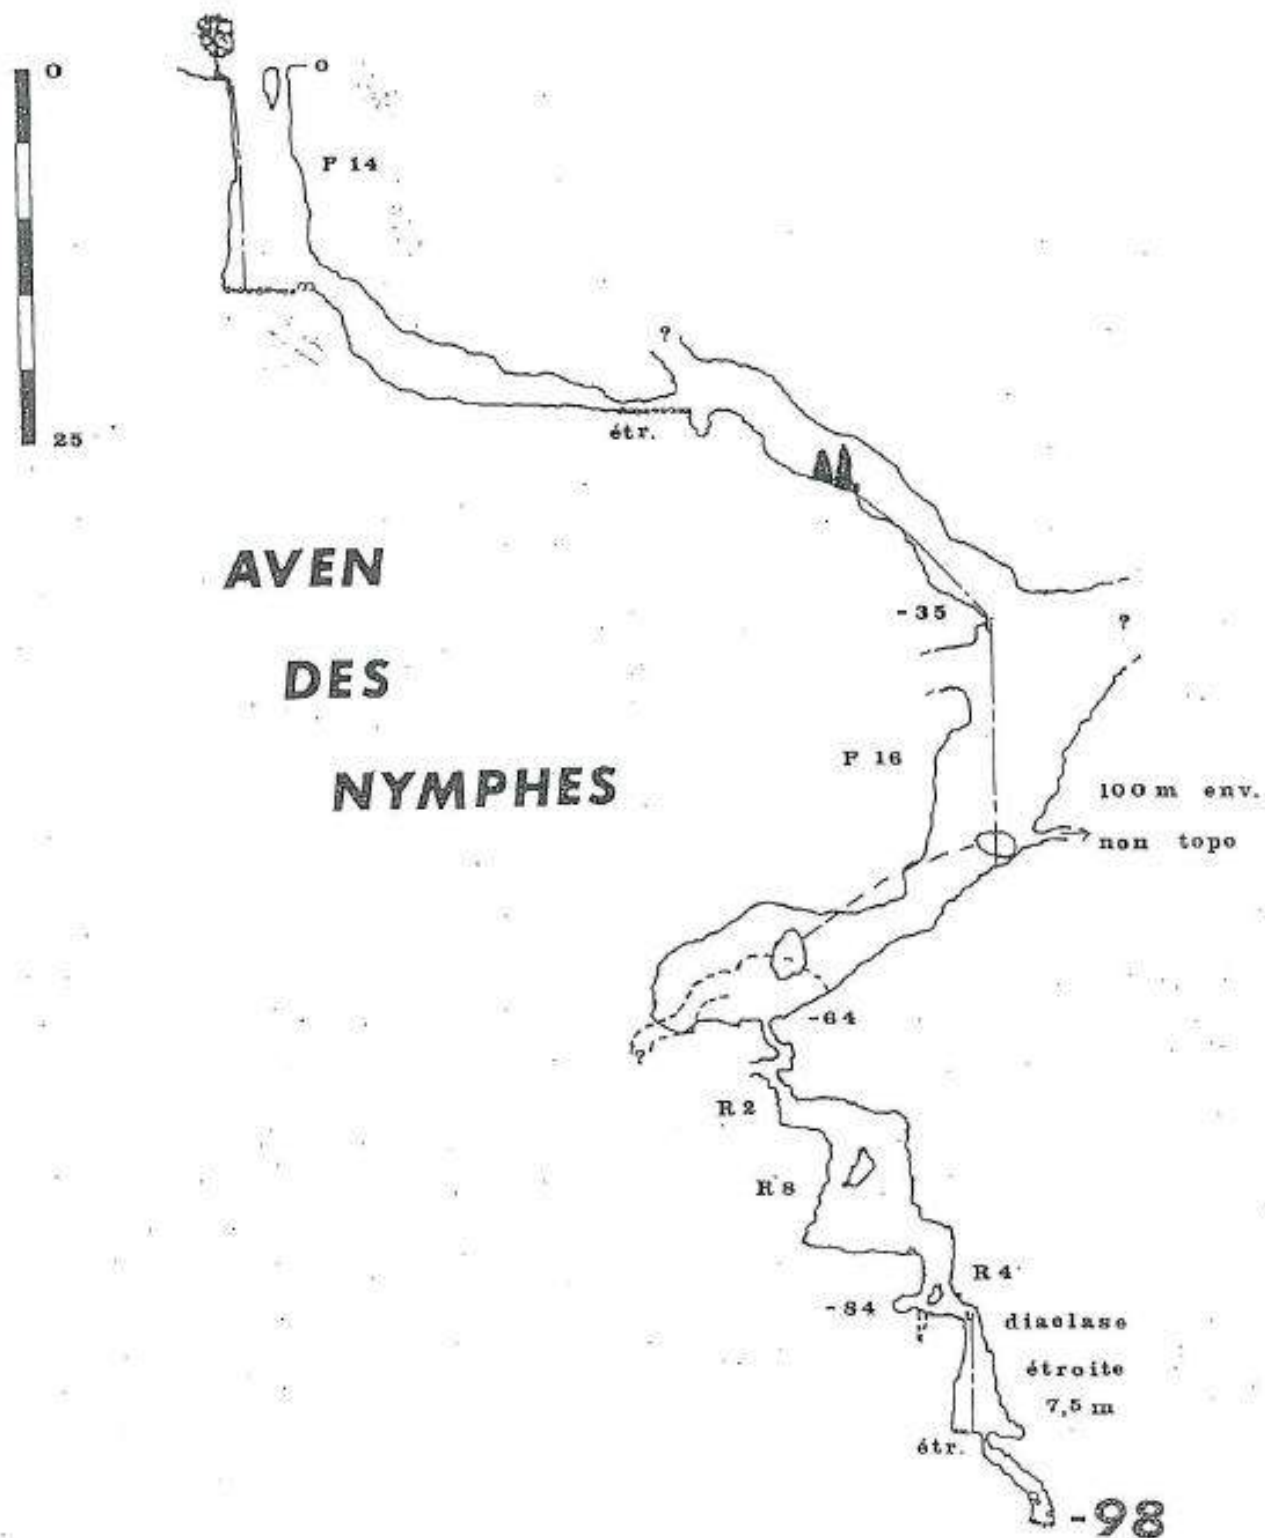 0
0
P 14
?
25
étr.
AVEN
DES
NYMPHES
-35
?
P 16
100 m env.
non topo
-64
?
R 2
R 8
R 4
-84
diaclase
étroite
7,5 m
étr.
-98